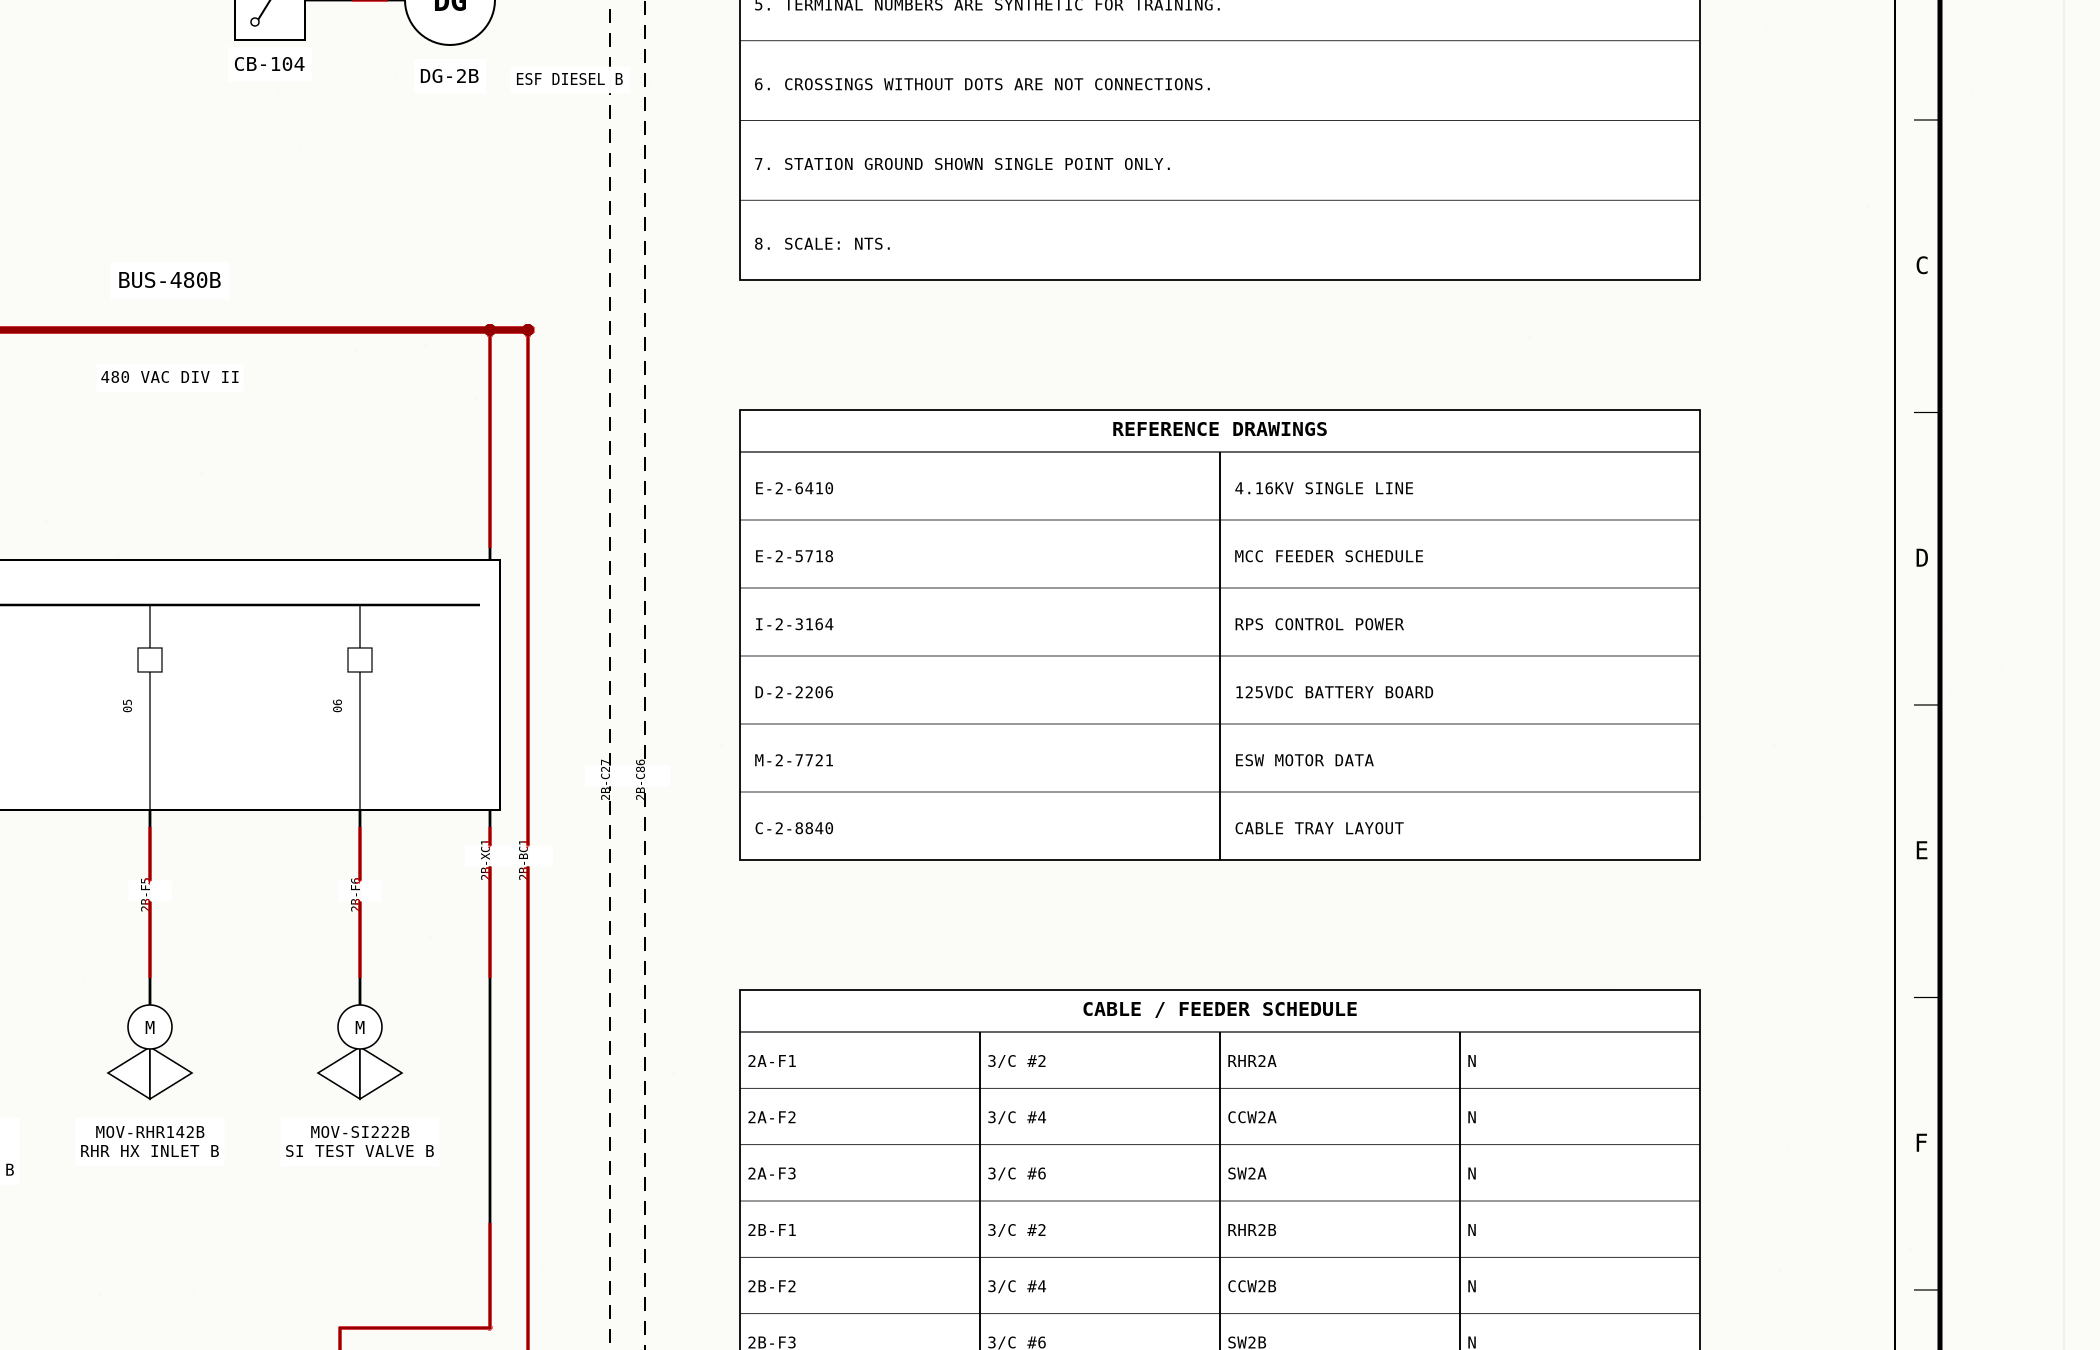 DG
CB-104
DG-2B
ESF DIESEL B
BUS-480B
480 VAC DIV II
05
06
2B-C27
2B-C86
2B-XC1
2B-BC1
2B-F5
2B-F6
M
M
MOV-RHR142B
RHR HX INLET B
MOV-SI222B
SI TEST VALVE B
B
5. TERMINAL NUMBERS ARE SYNTHETIC FOR TRAINING.
6. CROSSINGS WITHOUT DOTS ARE NOT CONNECTIONS.
7. STATION GROUND SHOWN SINGLE POINT ONLY.
8. SCALE: NTS.
REFERENCE DRAWINGS
E-2-6410 4.16KV SINGLE LINE
E-2-5718 MCC FEEDER SCHEDULE
I-2-3164 RPS CONTROL POWER
D-2-2206 125VDC BATTERY BOARD
M-2-7721 ESW MOTOR DATA
C-2-8840 CABLE TRAY LAYOUT
CABLE / FEEDER SCHEDULE
2A-F1 3/C #2 RHR2A N
2A-F2 3/C #4 CCW2A N
2A-F3 3/C #6 SW2A N
2B-F1 3/C #2 RHR2B N
2B-F2 3/C #4 CCW2B N
2B-F3 3/C #6 SW2B N
C
D
E
F